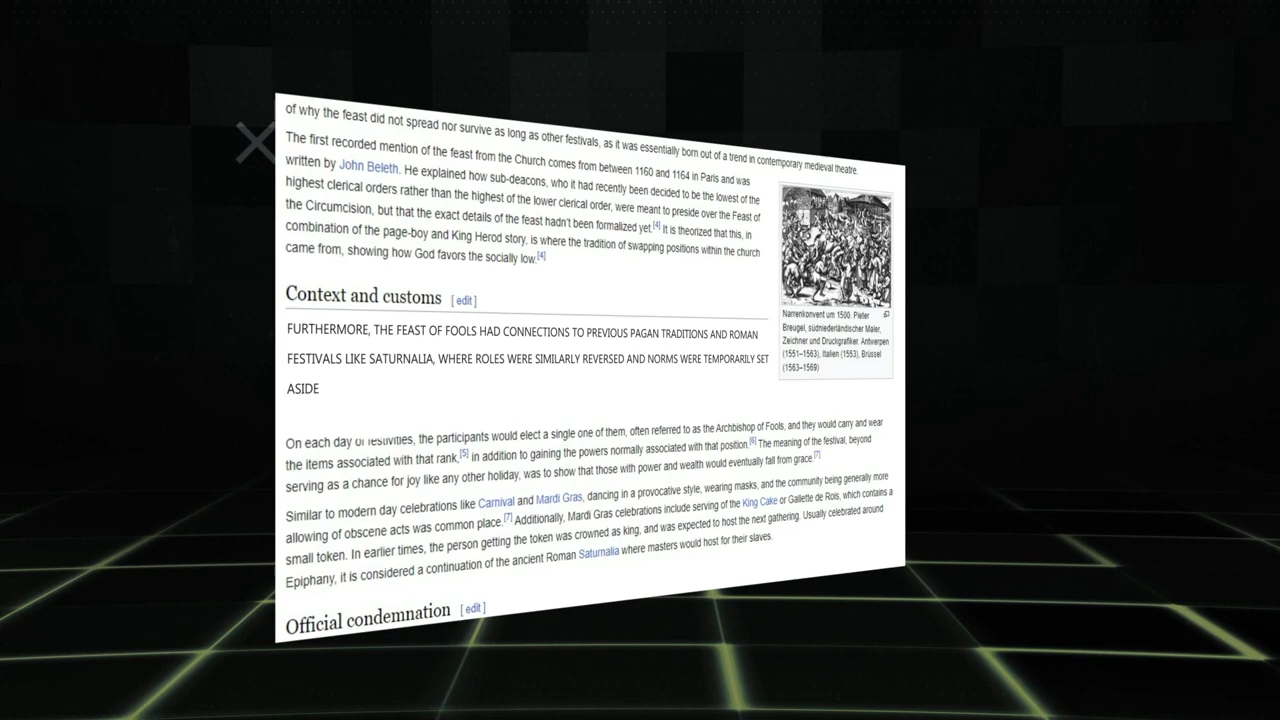 of why the feast did not spread nor survive as long as other festivals, as it was essentially born out of a trend in contemporary medieval theatre.
The first recorded mention of the feast from the Church comes from between 1160 and 1164 in Paris and was
written by John Beleth. He explained how sub-deacons, who it had recently been decided to be the lowest of the
highest clerical orders rather than the highest of the lower clerical order, were meant to preside over the Feast of
the Circumcision, but that the exact details of the feast hadn't been formalized yet.[4] It is theorized that this, in
combination of the page-boy and King Herod story, is where the tradition of swapping positions within the church
came from, showing how God favors the socially low.[4]
Narrenkonvent um 1500. Pieter
Breugel, südniederländischer Maler,
Zeichner und Druckgrafiker. Antwerpen
(1551–1563), Italien (1553), Brüssel
(1563–1569)
Context and customs [ edit ]
FURTHERMORE, THE FEAST OF FOOLS HAD CONNECTIONS TO PREVIOUS PAGAN TRADITIONS AND ROMAN
FESTIVALS LIKE SATURNALIA, WHERE ROLES WERE SIMILARLY REVERSED AND NORMS WERE TEMPORARILY SET
ASIDE
On each day of festivities, the participants would elect a single one of them, often referred to as the Archbishop of Fools, and they would carry and wear
the items associated with that rank,[5] in addition to gaining the powers normally associated with that position.[6] The meaning of the festival, beyond
serving as a chance for joy like any other holiday, was to show that those with power and wealth would eventually fall from grace.[7]
Similar to modern day celebrations like Carnival and Mardi Gras, dancing in a provocative style, wearing masks, and the community being generally more
allowing of obscene acts was common place.[7] Additionally, Mardi Gras celebrations include serving of the King Cake or Gallette de Rois, which contains a
small token. In earlier times, the person getting the token was crowned as king, and was expected to host the next gathering. Usually celebrated around
Epiphany, it is considered a continuation of the ancient Roman Saturnalia where masters would host for their slaves.
Official condemnation [ edit ]